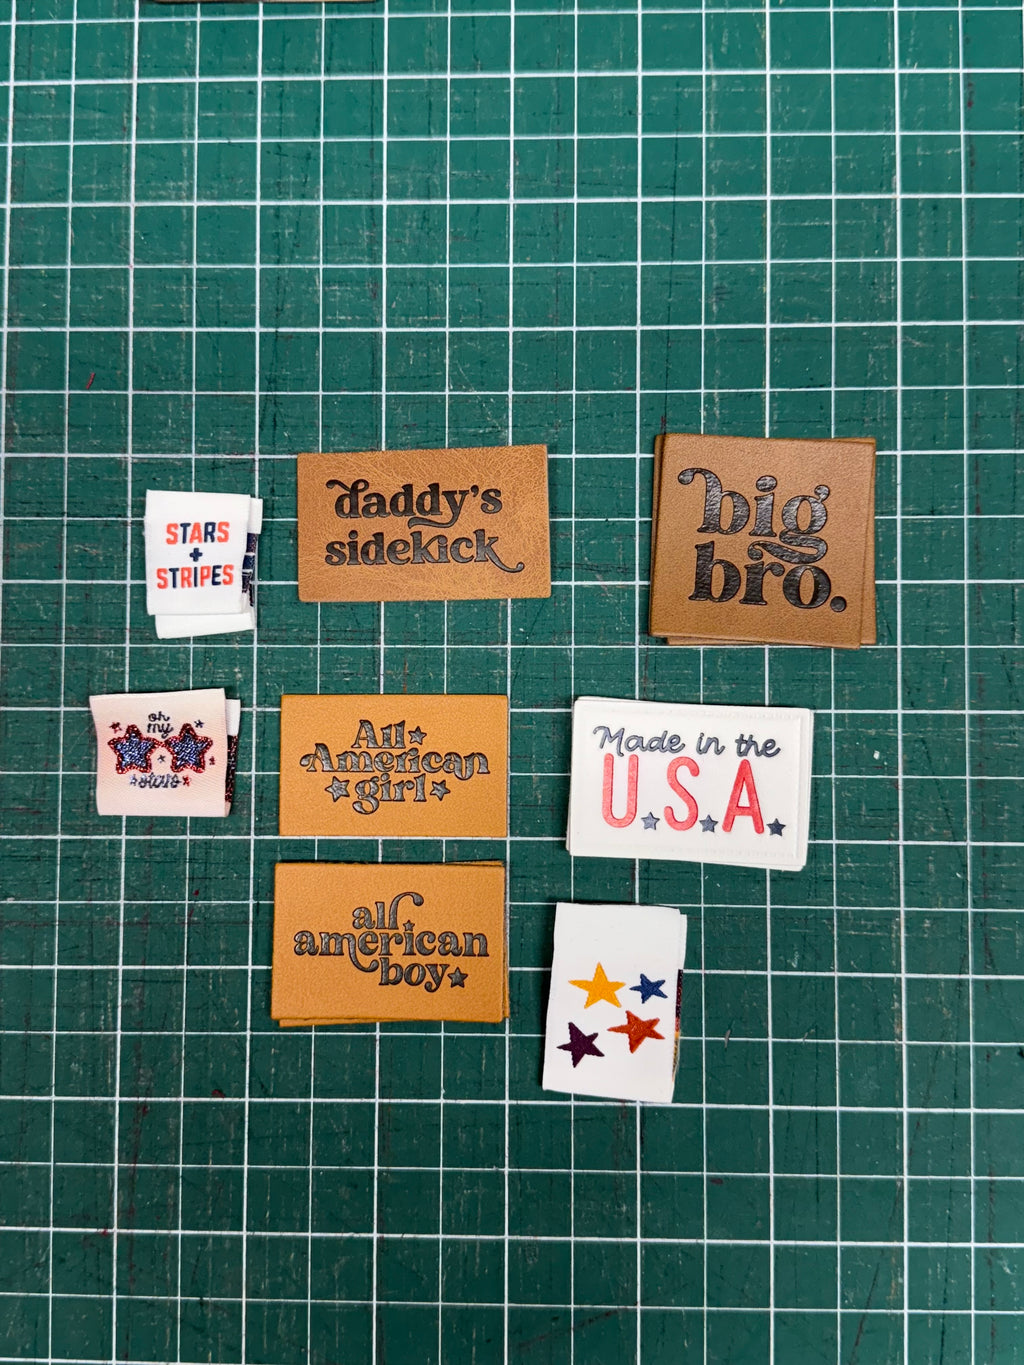 STARS
+
STRIPES
daddy's
sidekick
big
bro.
oh
my
stars
All
American
girl
Made in the
U.S.A.
all
american
boy